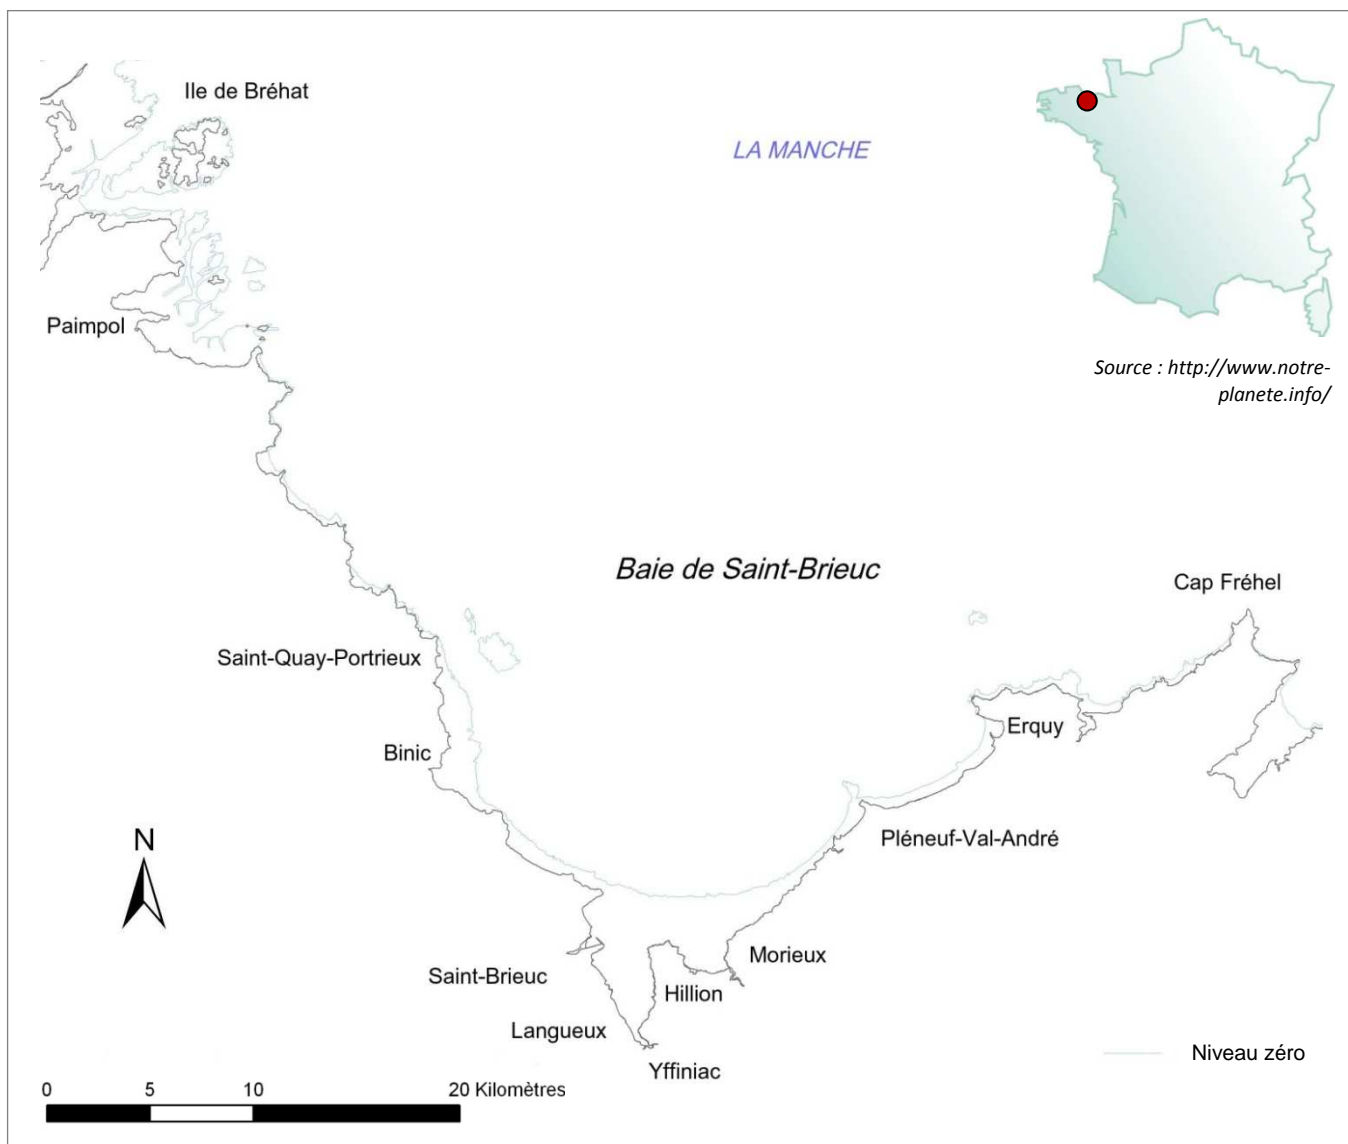 Ile de Bréhat
LA MANCHE
Paimpol
Source : http://www.notre-
planete.info/
Baie de Saint-Brieuc
Cap Fréhel
Saint-Quay-Portrieux
Erquy
Binic
N
Pléneuf-Val-André
Morieux
Saint-Brieuc
Hillion
Langueux
Niveau zéro
Yffiniac
0 5 10 20 Kilomètres